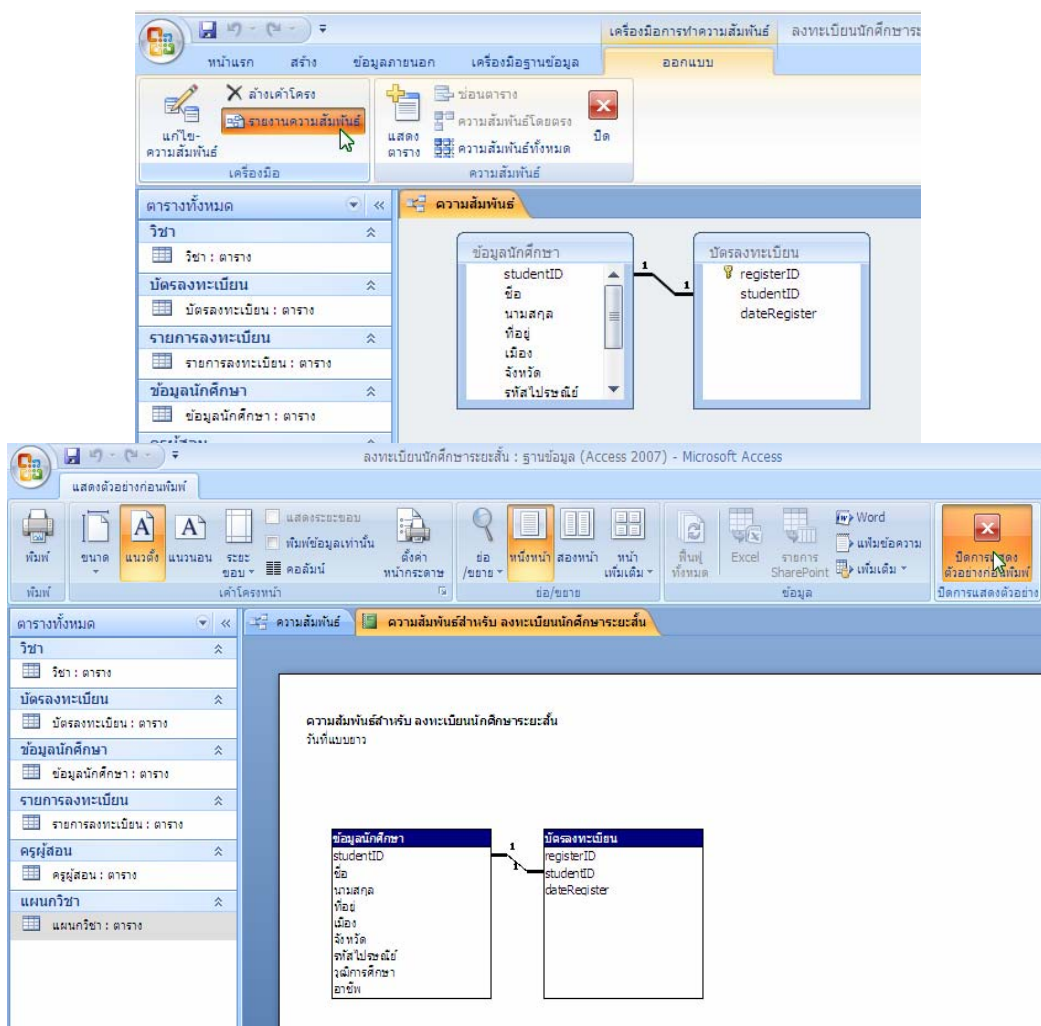 เครื่องมือการทำความสัมพันธ์ ลงทะเบียนนักศึกษาระ
หน้าแรก สร้าง ข้อมูลภายนอก เครื่องมือฐานข้อมูล ออกแบบ
แก้ไข-
ความสัมพันธ์
ล้างเค้าโครง
รายงานความสัมพันธ์
แสดง
ตาราง
ซ่อนตาราง
ความสัมพันธ์โดยตรง
ความสัมพันธ์ทั้งหมด
ปิด
เครื่องมือ ความสัมพันธ์
ตารางทั้งหมด
วิชา
วิชา : ตาราง
บัตรลงทะเบียน
บัตรลงทะเบียน : ตาราง
รายการลงทะเบียน
รายการลงทะเบียน : ตาราง
ข้อมูลนักศึกษา
ข้อมูลนักศึกษา : ตาราง
ครูผู้สอน
ความสัมพันธ์
ข้อมูลนักศึกษา
studentID
ชื่อ
นามสกุล
ที่อยู่
เมือง
จังหวัด
รหัสไปรษณีย์
1
1
บัตรลงทะเบียน
registerID
studentID
dateRegister
ลงทะเบียนนักศึกษาระยะสั้น : ฐานข้อมูล (Access 2007) - Microsoft Access
แสดงตัวอย่างก่อนพิมพ์
พิมพ์
ขนาด
แนวตั้ง
แนวนอน
ระยะ
ขอบ
แสดงระยะขอบ
พิมพ์ข้อมูลเท่านั้น
คอลัมน์
ตั้งค่า
หน้ากระดาษ
ย่อ
/ขยาย
หนึ่งหน้า
สองหน้า
หน้า
เพิ่มเติม
ฟื้นฟู
ทั้งหมด
Excel
รายการ
SharePoint
Word
แฟ้มข้อความ
เพิ่มเติม
ปิดการแสดง
ตัวอย่างก่อนพิมพ์
พิมพ์ เค้าโครงหน้า ย่อ/ขยาย ข้อมูล ปิดการแสดงตัวอย่าง
ตารางทั้งหมด
วิชา
วิชา : ตาราง
บัตรลงทะเบียน
บัตรลงทะเบียน : ตาราง
ข้อมูลนักศึกษา
ข้อมูลนักศึกษา : ตาราง
รายการลงทะเบียน
รายการลงทะเบียน : ตาราง
ครูผู้สอน
ครูผู้สอน : ตาราง
แผนกวิชา
แผนกวิชา : ตาราง
ความสัมพันธ์ ความสัมพันธ์สำหรับ ลงทะเบียนนักศึกษาระยะสั้น
ความสัมพันธ์สำหรับ ลงทะเบียนนักศึกษาระยะสั้น
วันที่แบบยาว
ข้อมูลนักศึกษา
studentID
ชื่อ
นามสกุล
ที่อยู่
เมือง
จังหวัด
รหัสไปรษณีย์
วุฒิการศึกษา
อาชีพ
1
1
บัตรลงทะเบียน
registerID
studentID
dateRegister